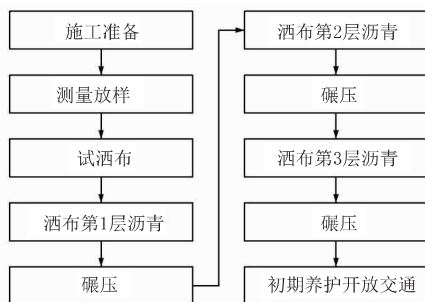 施工准备
测量放样
试洒布
洒布第1层沥青
碾压
洒布第2层沥青
碾压
洒布第3层沥青
碾压
初期养护开放交通